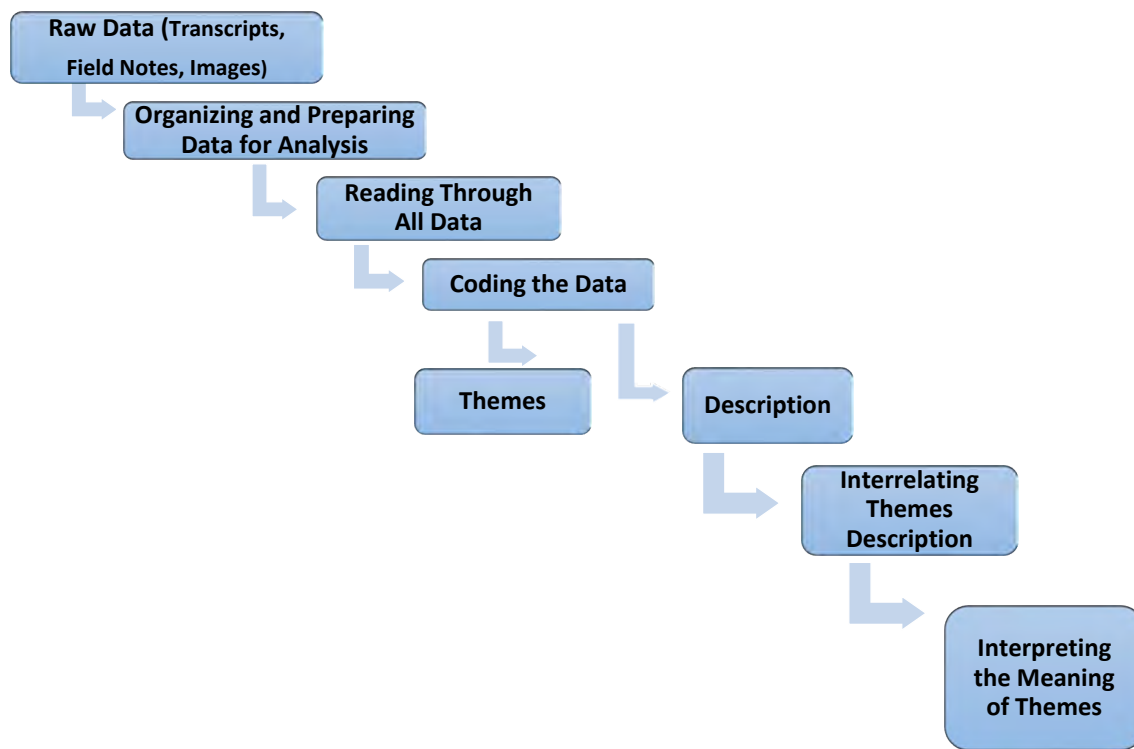 Raw Data (Transcripts,
Field Notes, Images)
Organizing and Preparing
Data for Analysis
Reading Through
All Data
Coding the Data
Themes
Description
Interrelating
Themes
Description
Interpreting
the Meaning
of Themes